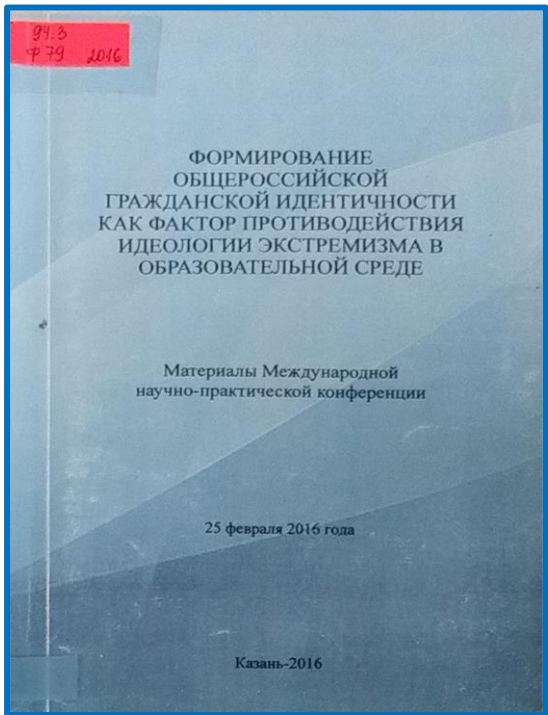 94.3
Ф 79 2016
ФОРМИРОВАНИЕ
ОБЩЕРОССИЙСКОЙ
ГРАЖДАНСКОЙ ИДЕНТИЧНОСТИ
КАК ФАКТОР ПРОТИВОДЕЙСТВИЯ
ИДЕОЛОГИИ ЭКСТРЕМИЗМА В
ОБРАЗОВАТЕЛЬНОЙ СРЕДЕ
Материалы Международной
научно-практической конференции
25 февраля 2016 года
Казань-2016